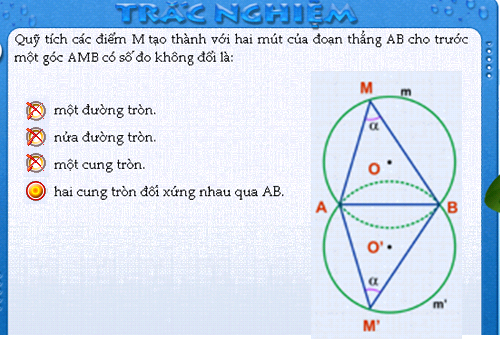 TRẮC NGHIỆM
Quỹ tích các điểm M tạo thành với hai mút của đoạn thẳng AB cho trước
một góc AMB có số đo không đổi là:
một đường tròn.
nửa đường tròn.
một cung tròn.
hai cung tròn đối xứng nhau qua AB.
M
m
α
O
A
B
O'
α
m'
M'